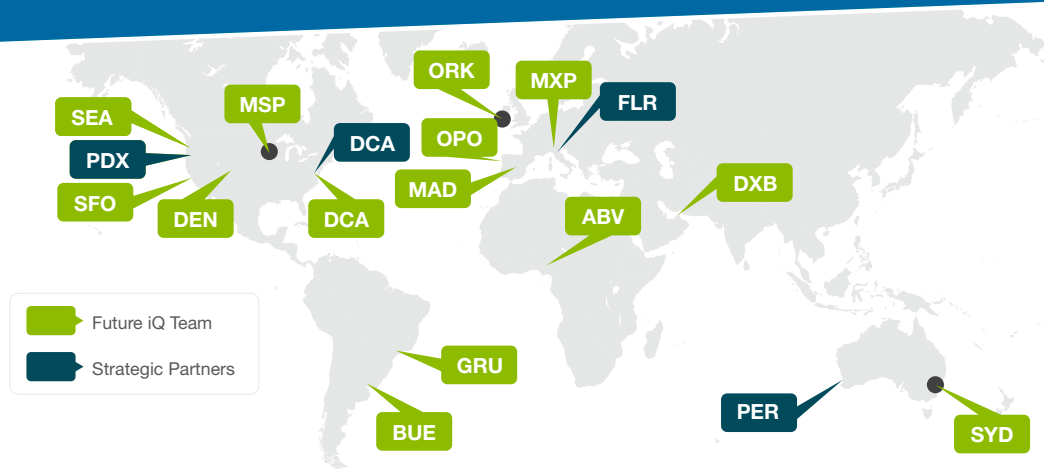 ORK
MXP
FLR
SEA
MSP
DCA
OPO
PDX
MAD
DXB
SFO
DEN
DCA
ABV
Future iQ Team
Strategic Partners
GRU
BUE
PER
SYD